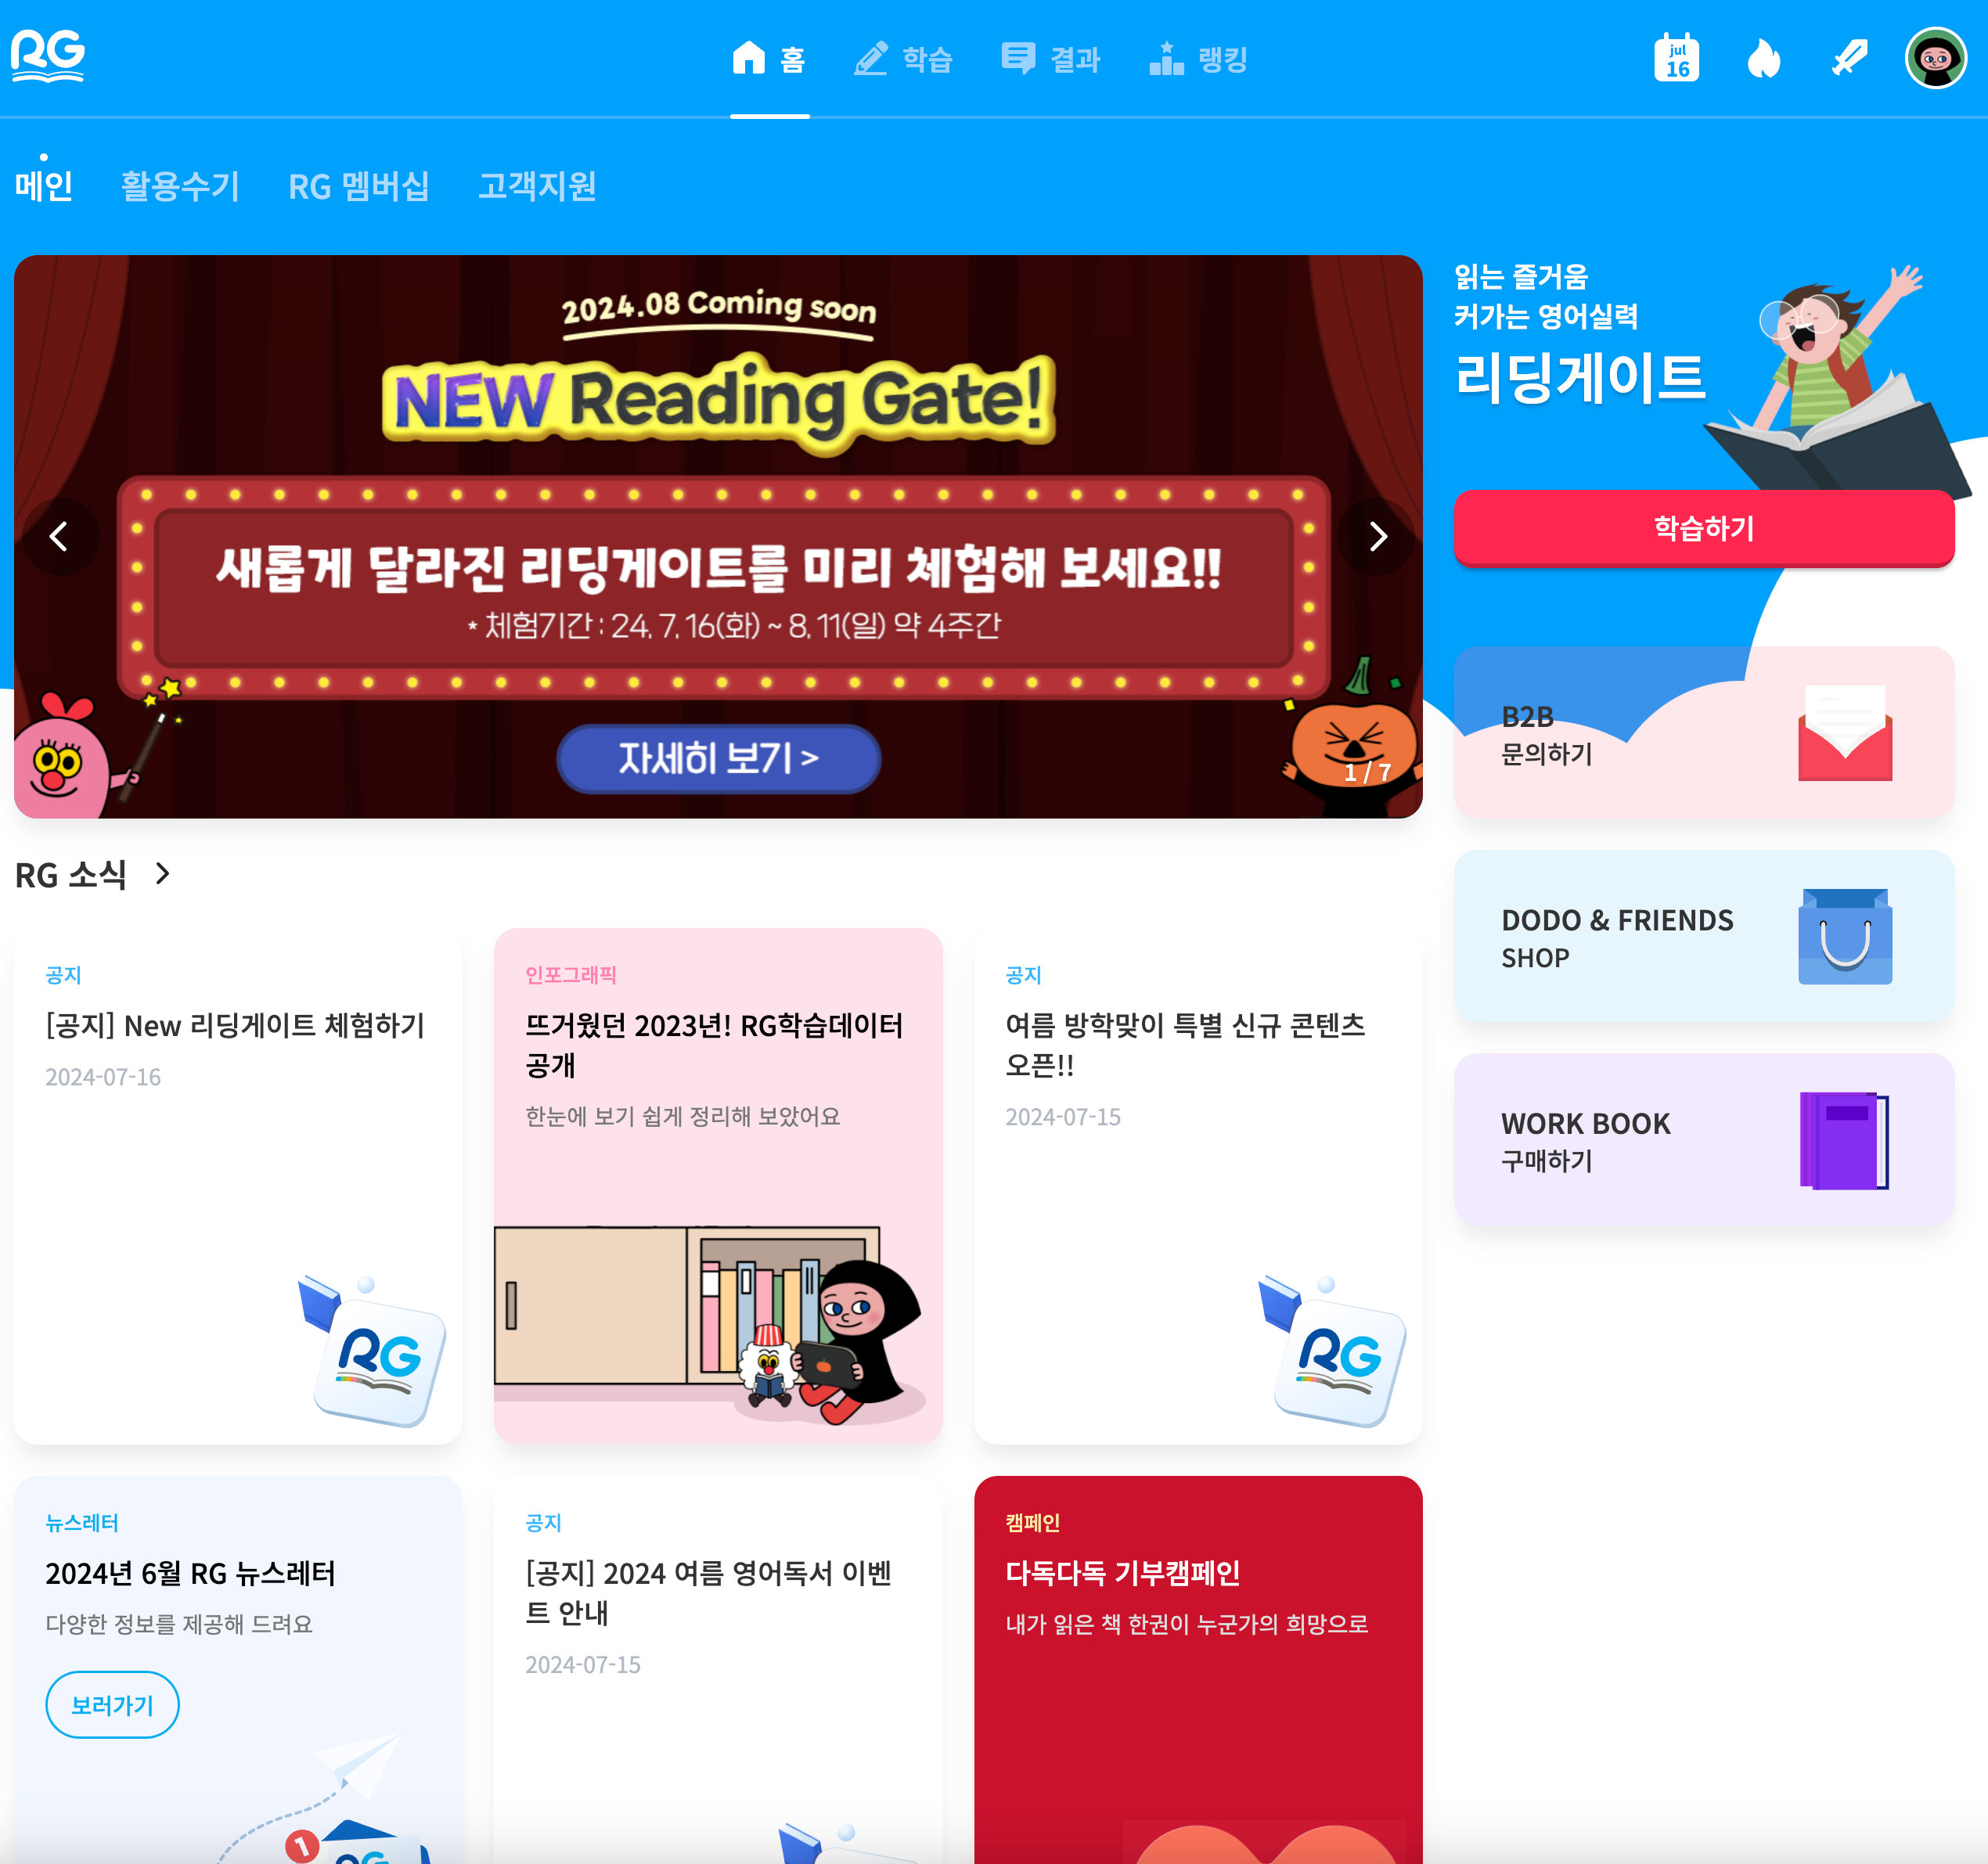 RG
홈
학습
결과
랭킹
jul
16
메인
활용수기
RG 멤버십
고객지원
2024.08 Coming soon
NEW Reading Gate!
새롭게 달라진 리딩게이트를 미리 체험해 보세요!!
* 체험기간 : 24. 7. 16(화) ~ 8. 11(일) 약 4주간
자세히 보기 >
1 / 7
읽는 즐거움
커가는 영어실력
리딩게이트
학습하기
B2B
문의하기
DODO & FRIENDS
SHOP
WORK BOOK
구매하기
RG 소식
공지
[공지] New 리딩게이트 체험하기
2024-07-16
RG
인포그래픽
뜨거웠던 2023년! RG학습데이터
공개
한눈에 보기 쉽게 정리해 보았어요
공지
여름 방학맞이 특별 신규 콘텐츠
오픈!!
2024-07-15
RG
뉴스레터
2024년 6월 RG 뉴스레터
다양한 정보를 제공해 드려요
보러가기
1
RG
공지
[공지] 2024 여름 영어독서 이벤
트 안내
2024-07-15
캠페인
다독다독 기부캠페인
내가 읽은 책 한권이 누군가의 희망으로